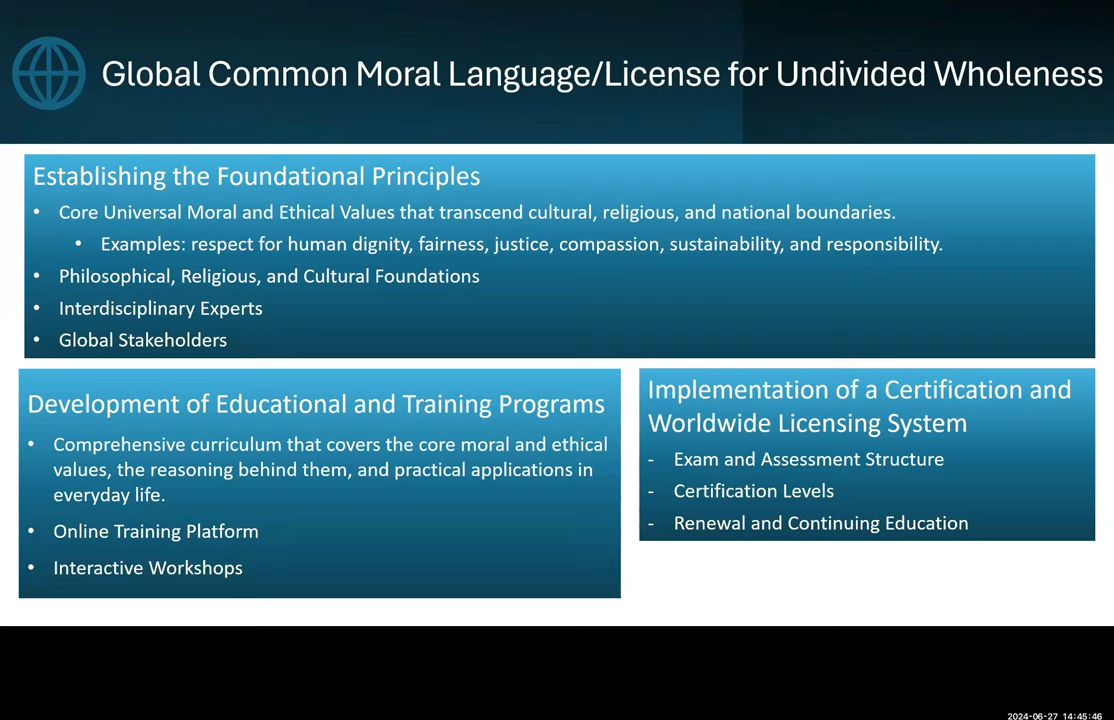 Global Common Moral Language/License for Undivided Wholeness
Establishing the Foundational Principles
• Core Universal Moral and Ethical Values that transcend cultural, religious, and national boundaries.
• Examples: respect for human dignity, fairness, justice, compassion, sustainability, and responsibility.
• Philosophical, Religious, and Cultural Foundations
• Interdisciplinary Experts
• Global Stakeholders
Development of Educational and Training Programs
• Comprehensive curriculum that covers the core moral and ethical
values, the reasoning behind them, and practical applications in
everyday life.
• Online Training Platform
• Interactive Workshops
Implementation of a Certification and
Worldwide Licensing System
- Exam and Assessment Structure
- Certification Levels
- Renewal and Continuing Education
2024-06-27 14:45:46